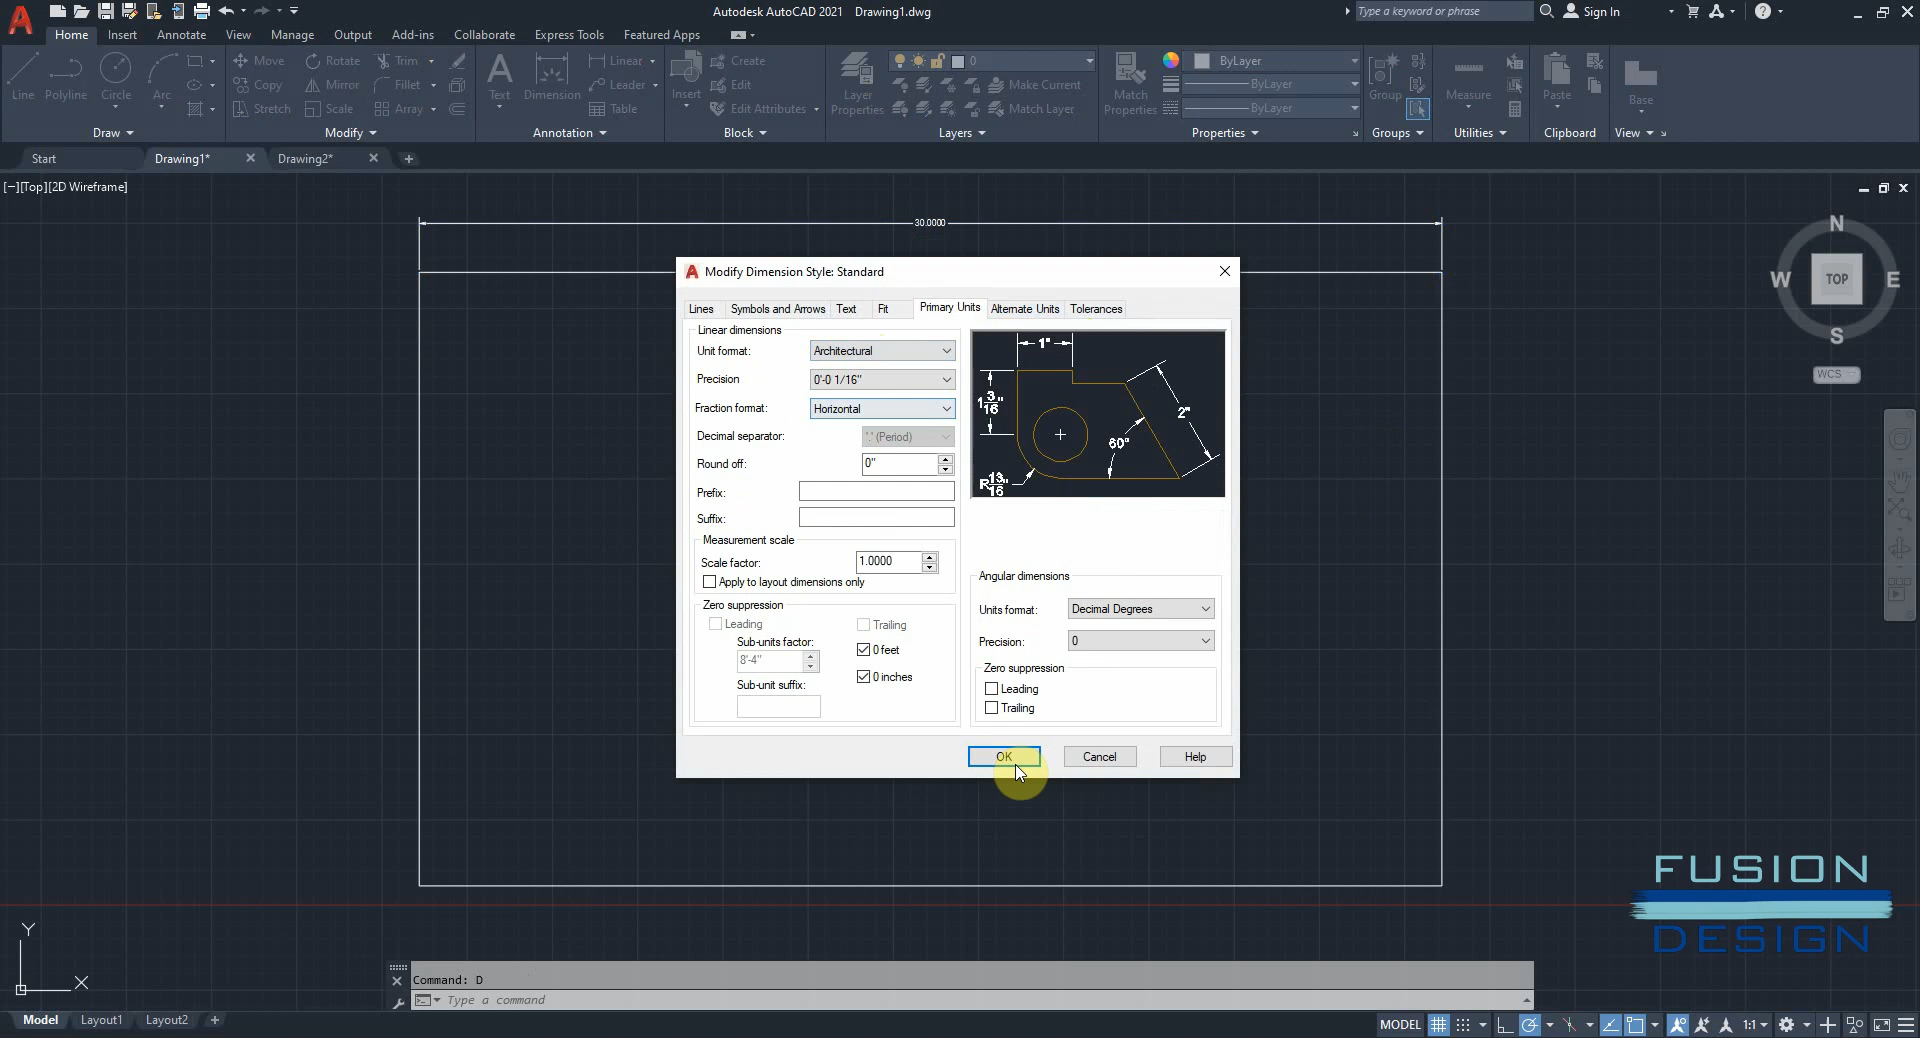 Autodesk AutoCAD 2021 Drawing1.dwg
Type a keyword or phrase
Sign In
Home Insert Annotate View Manage Output Add-ins Collaborate Express Tools Featured Apps
Line Polyline Circle Arc
Move Rotate Trim
Copy Mirror Fillet
Stretch Scale Array
Text Dimension
Linear
Leader
Table
Insert
Create
Edit
Edit Attributes
Layer
Properties
0
Make Current
Match Layer
Match
Properties
ByLayer
ByLayer
ByLayer
Group
Measure
Paste
Base
Draw Modify Annotation Block Layers Properties Groups Utilities Clipboard View
Start Drawing1* Drawing2*
[−][Top][2D Wireframe]
30.0000
N
W TOP E
S
WCS
Modify Dimension Style: Standard
Lines Symbols and Arrows Text Fit Primary Units Alternate Units Tolerances
Linear dimensions
Unit format: Architectural
Precision 0'-0 1/16"
Fraction format: Horizontal
Decimal separator: '.' (Period)
Round off: 0"
Prefix:
Suffix:
Measurement scale
Scale factor: 1.0000
Apply to layout dimensions only
Zero suppression
Leading Trailing
Sub-units factor: 0 feet
8'-4"
0 inches
Sub-unit suffix:
1"
1 3/16"
2"
60°
R13/16"
Angular dimensions
Units format: Decimal Degrees
Precision: 0
Zero suppression
Leading
Trailing
OK Cancel Help
FUSION
DESIGN
Y
X
Command: D
Type a command
Model Layout1 Layout2
MODEL 1:1